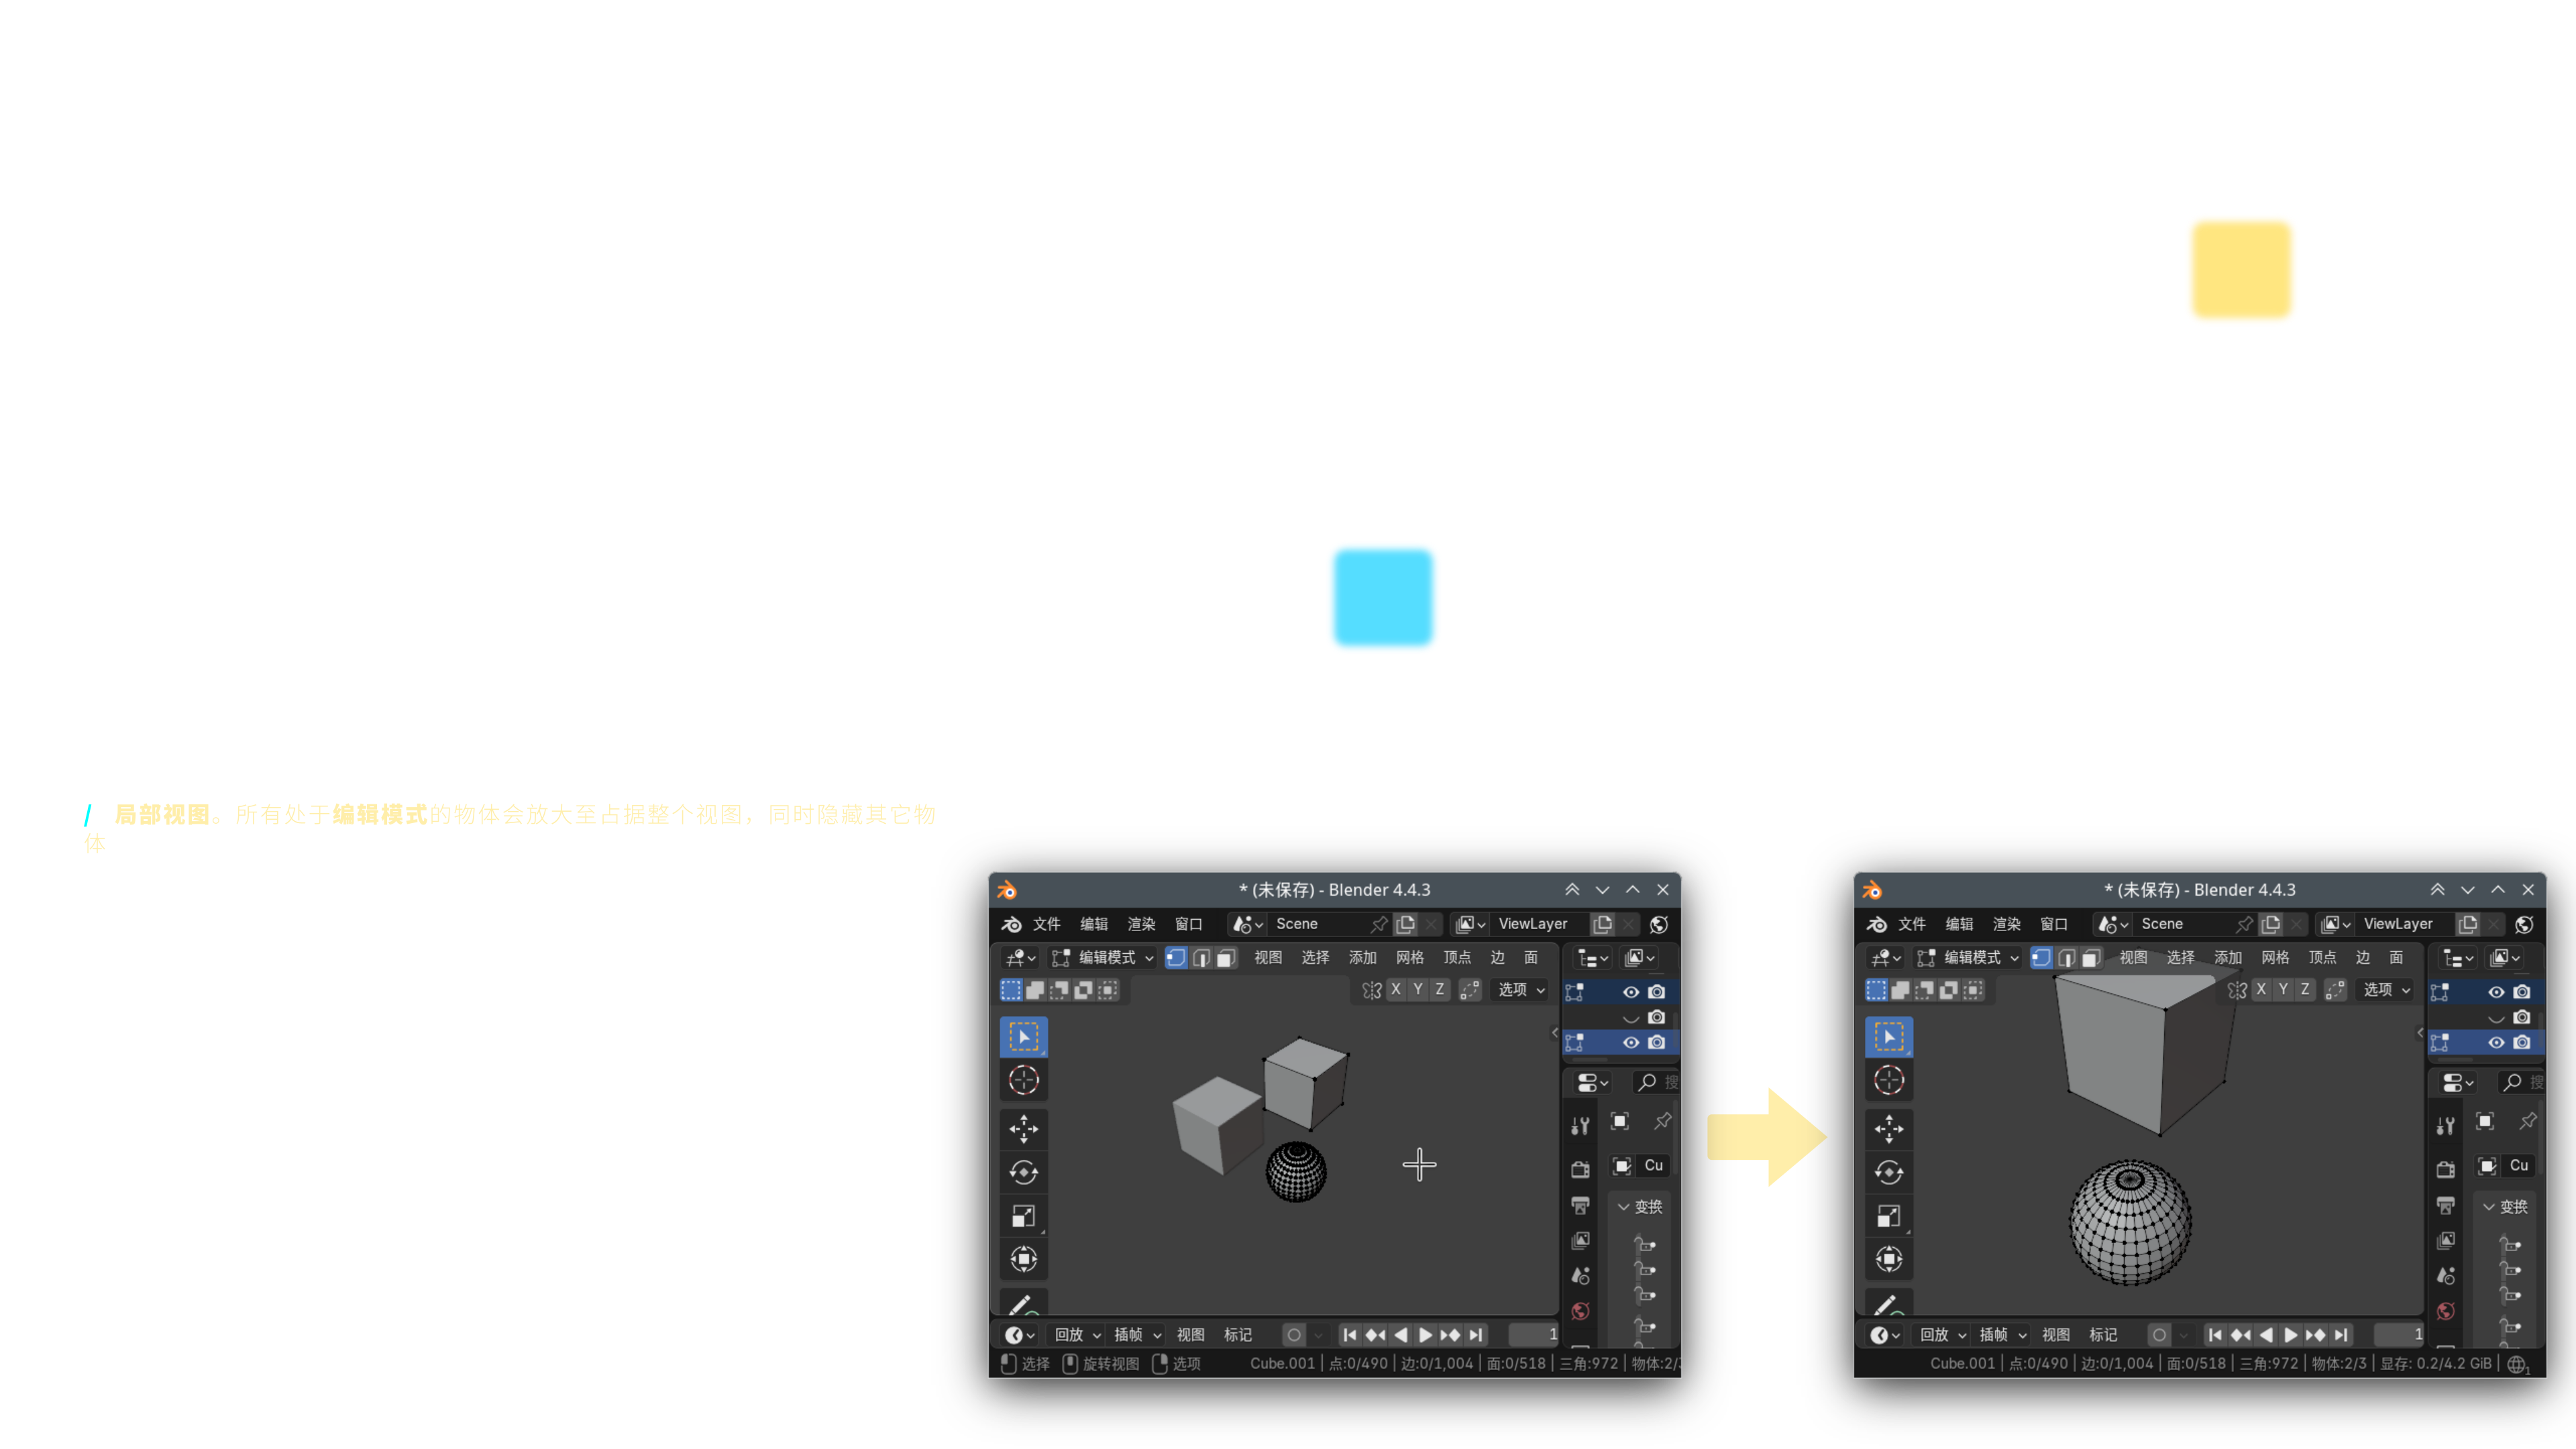 / 局部视图。所有处于编辑模式的物体会放大至占据整个视图，同时隐藏其它物
体
* (未保存) - Blender 4.4.3
文件 编辑 渲染 窗口 Scene ViewLayer
编辑模式 视图 选择 添加 网格 顶点 边 面
X Y Z 选项
搜
Cu
变换
回放 插帧 视图 标记 1
选择 旋转视图 选项 Cube.001 | 点:0/490 | 边:0/1,004 | 面:0/518 | 三角:972 | 物体:2/3
* (未保存) - Blender 4.4.3
文件 编辑 渲染 窗口 Scene ViewLayer
编辑模式 视图 选择 添加 网格 顶点 边 面
X Y Z 选项
搜
Cu
变换
回放 插帧 视图 标记 1
Cube.001 | 点:0/490 | 边:0/1,004 | 面:0/518 | 三角:972 | 物体:2/3 | 显存: 0.2/4.2 GiB | 1